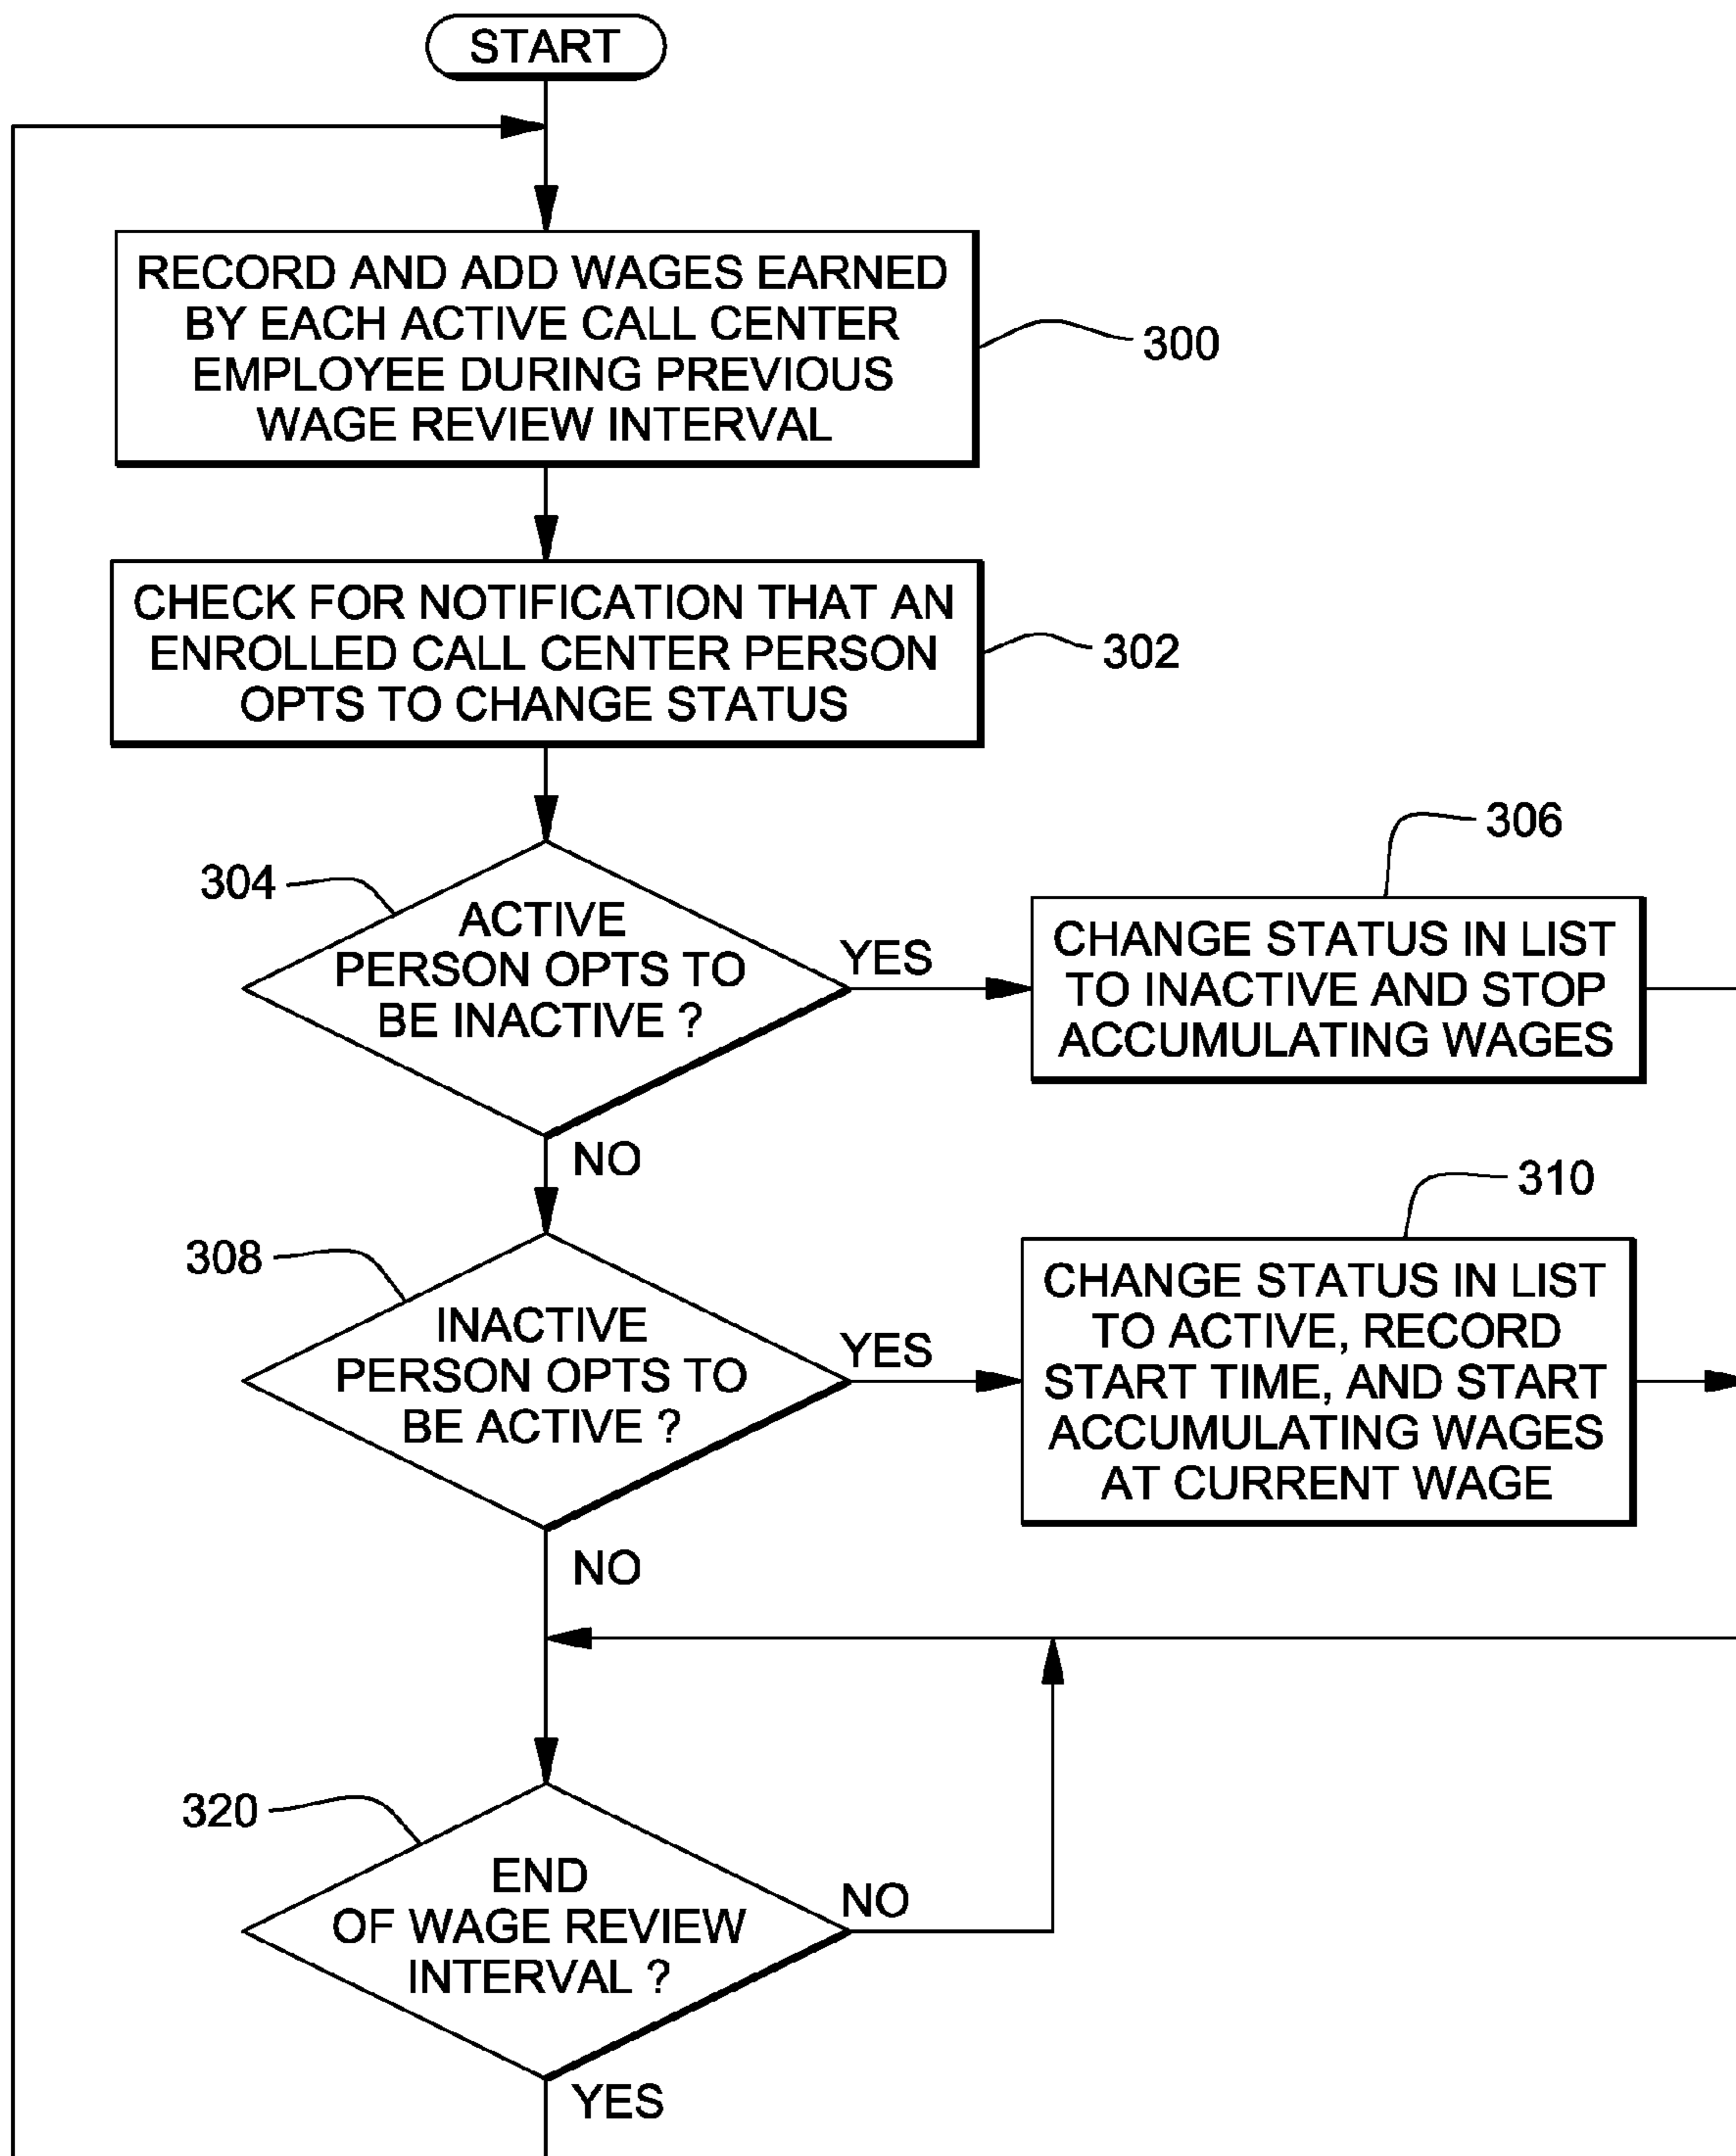 START
RECORD AND ADD WAGES EARNED
BY EACH ACTIVE CALL CENTER
EMPLOYEE DURING PREVIOUS
WAGE REVIEW INTERVAL
300
CHECK FOR NOTIFICATION THAT AN
ENROLLED CALL CENTER PERSON
OPTS TO CHANGE STATUS
302
304
ACTIVE
PERSON OPTS TO
BE INACTIVE ?
YES
NO
306
CHANGE STATUS IN LIST
TO INACTIVE AND STOP
ACCUMULATING WAGES
308
INACTIVE
PERSON OPTS TO
BE ACTIVE ?
YES
NO
310
CHANGE STATUS IN LIST
TO ACTIVE, RECORD
START TIME, AND START
ACCUMULATING WAGES
AT CURRENT WAGE
320
END
OF WAGE REVIEW
INTERVAL ?
NO
YES